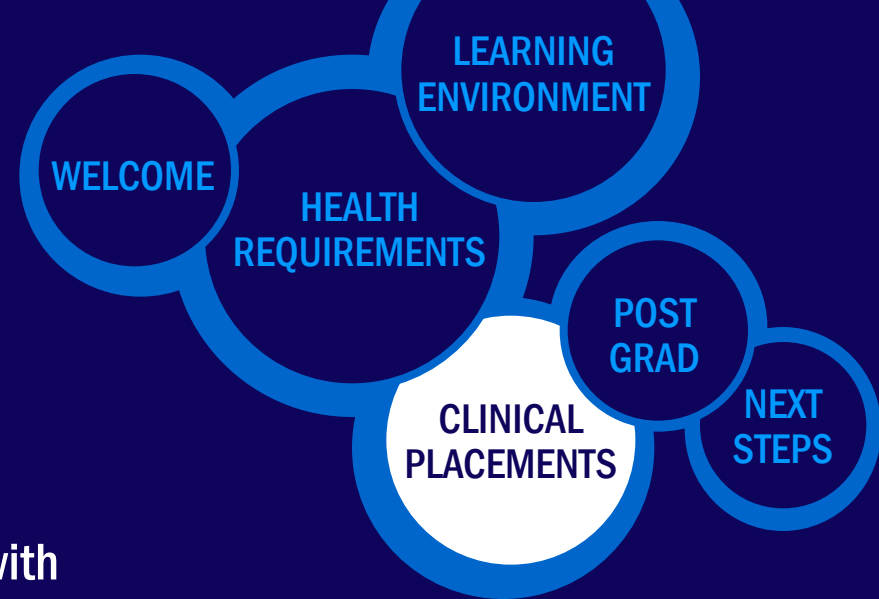 LEARNING
ENVIRONMENT
WELCOME
HEALTH
REQUIREMENTS
POST
GRAD
CLINICAL
PLACEMENTS
NEXT
STEPS
with